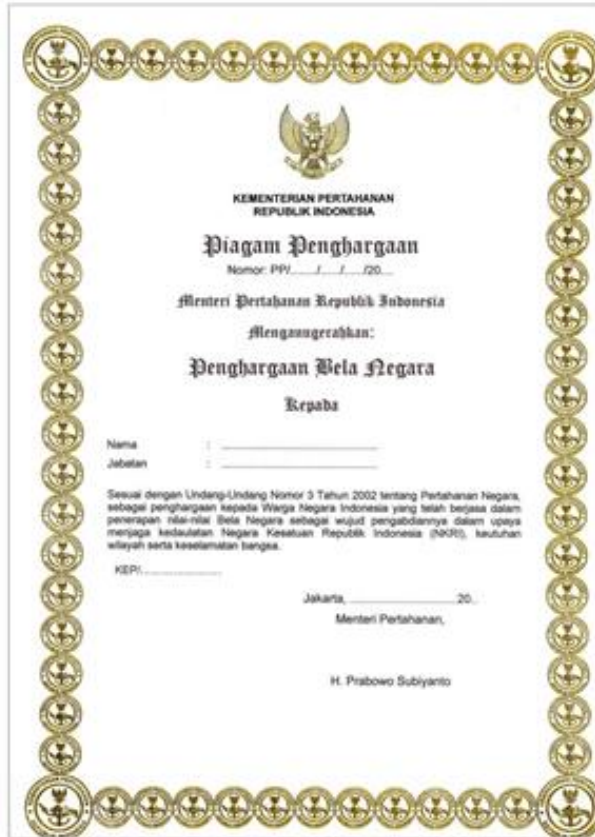 KEMENTERIAN PERTAHANAN
REPUBLIK INDONESIA
Piagam Penghargaan
Nomor: PP/......./....../....../20....
Menteri Pertahanan Republik Indonesia
Menganugerahkan:
Penghargaan Bela Negara
Kepada
Nama : ______________________
Jabatan : ______________________
Sesuai dengan Undang-Undang Nomor 3 Tahun 2002 tentang Pertahanan Negara,
sebagai penghargaan kepada Warga Negara Indonesia yang telah berjasa dalam
penerapan nilai-nilai Bela Negara sebagai wujud pengabdiannya dalam upaya
menjaga kedaulatan Negara Kesatuan Republik Indonesia (NKRI), keutuhan
wilayah serta keselamatan bangsa.
KEP/........................
Jakarta, ________________20..
Menteri Pertahanan,
H. Prabowo Subiyanto